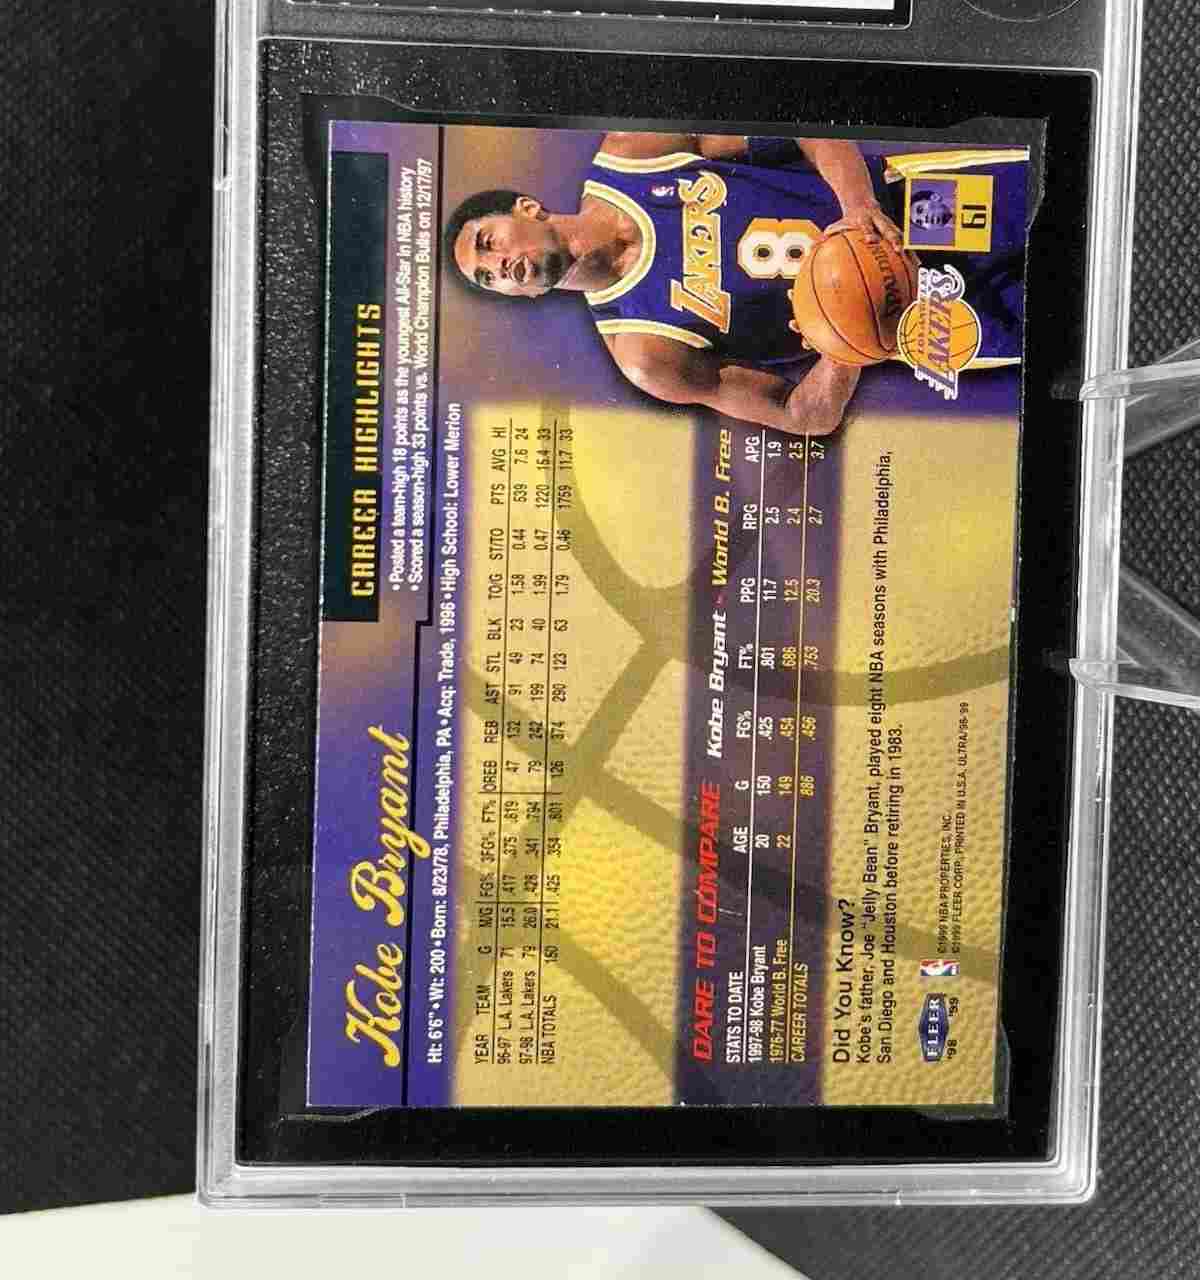 CAREER HIGHLIGHTS
• Posted a team-high 18 points as the youngest All-Star in NBA history
• Scored a season-high 33 points vs. World Champion Bulls on 12/17/97
Kobe Bryant
Ht: 6'6" • Wt: 200 • Born: 8/23/78, Philadelphia, PA • Acq: Trade, 1996 • High School: Lower Merion
YEAR TEAM G M/G FG% 3FG% FT% OREB REB AST STL BLK TO/G ST/TO PTS AVG HI
96-97 L.A. Lakers 71 15.5 .417 .375 .819 47 132 91 49 23 1.58 0.44 539 7.6 24
97-98 L.A. Lakers 79 26.0 .428 .341 .794 79 242 199 74 40 1.99 0.47 1220 15.4 33
NBA TOTALS 150 21.1 .425 .354 .801 126 374 290 123 63 1.79 0.46 1759 11.7 33
DARE TO COMPARE Kobe Bryant - World B. Free
STATS TO DATE AGE G FG% FT% PPG RPG APG
1997-98 Kobe Bryant 20 150 .425 .801 11.7 2.5 1.9
1976-77 World B. Free 22 149 .454 .686 12.5 2.4 2.5
CAREER TOTALS 886 .456 .753 20.3 2.7 3.7
Did You Know?
Kobe's father, Joe "Jelly Bean" Bryant, played eight NBA seasons with Philadelphia,
San Diego and Houston before retiring in 1983.
FLEER
'98 '99
©1999 NBA PROPERTIES, INC.
©1999 FLEER CORP., PRINTED IN U.S.A. ULTRA/98-99
LAKERS
8
SPALDING
LOS ANGELES
LAKERS
61